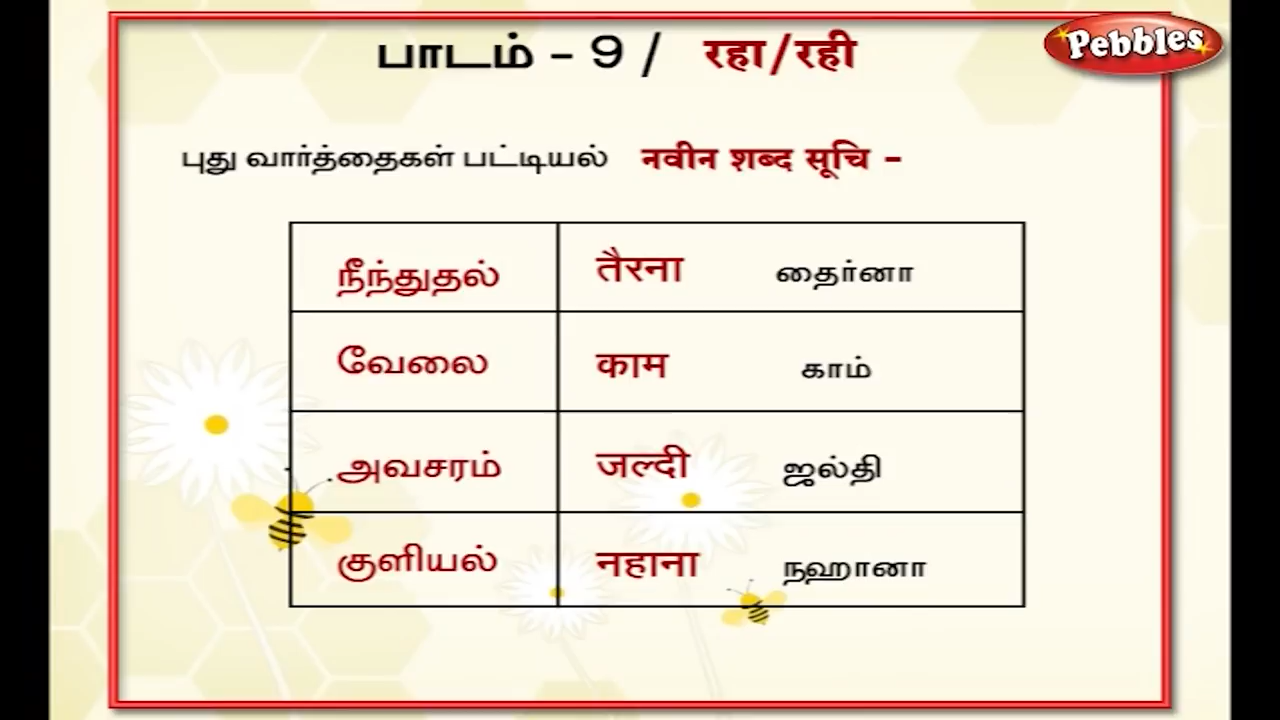 பாடம் - 9 / रहा/रही
Pebbles
புது வார்த்தைகள் பட்டியல் नवीन शब्द सूचि -
நீந்துதல் तैरना தைர்னா
வேலை काम காம்
அவசரம் जल्दी ஜல்தி
குளியல் नहाना நஹானா